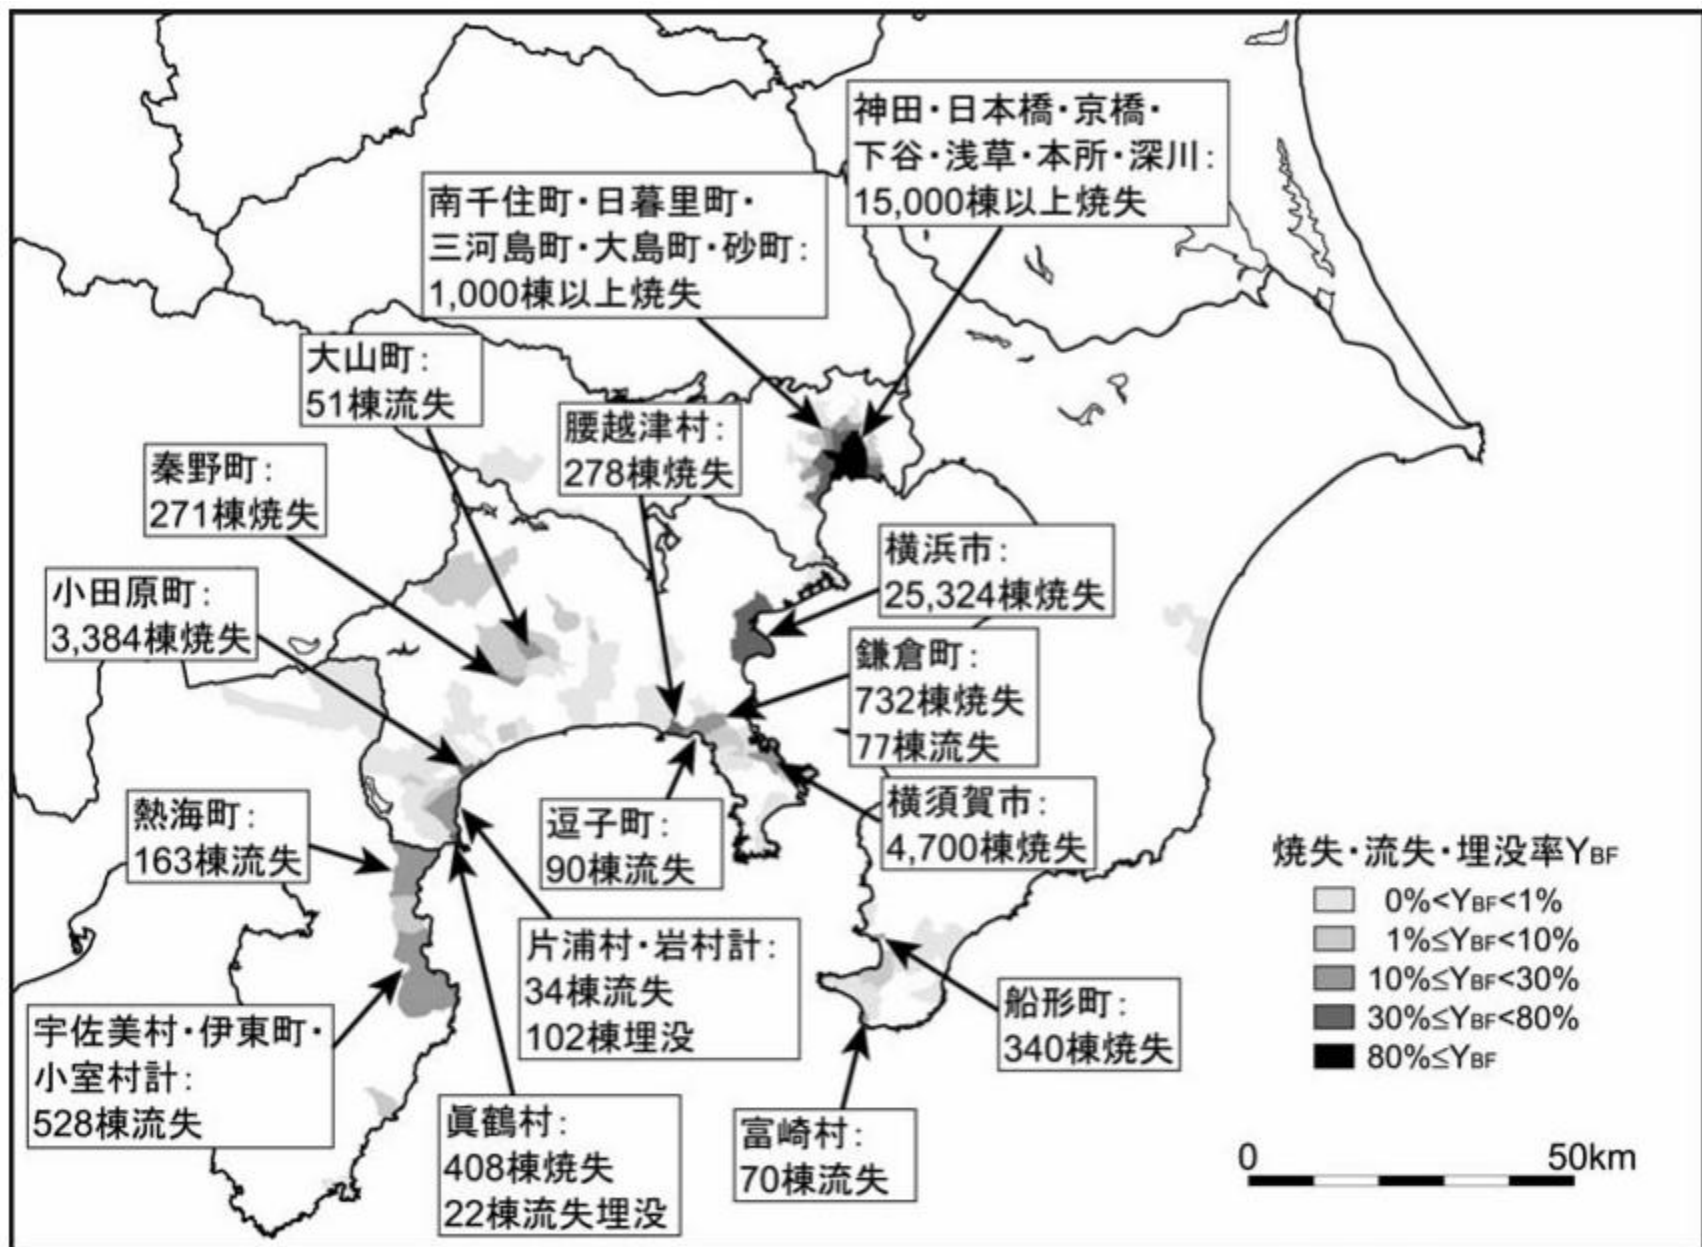 神田・日本橋・京橋・
下谷・浅草・本所・深川:
15,000棟以上焼失
南千住町・日暮里町・
三河島町・大島町・砂町:
1,000棟以上焼失
大山町:
51棟流失
腰越津村:
278棟焼失
秦野町:
271棟焼失
横浜市:
25,324棟焼失
小田原町:
3,384棟焼失
鎌倉町:
732棟焼失
77棟流失
横須賀市:
4,700棟焼失
熱海町:
163棟流失
逗子町:
90棟流失
片浦村・岩村計:
34棟流失
102棟埋没
船形町:
340棟焼失
宇佐美村・伊東町・
小室村計:
528棟流失
眞鶴村:
408棟焼失
22棟流失埋没
富崎村:
70棟流失
焼失・流失・埋没率YBF
0%<YBF<1%
1%≤YBF<10%
10%≤YBF<30%
30%≤YBF<80%
80%≤YBF
0 50km